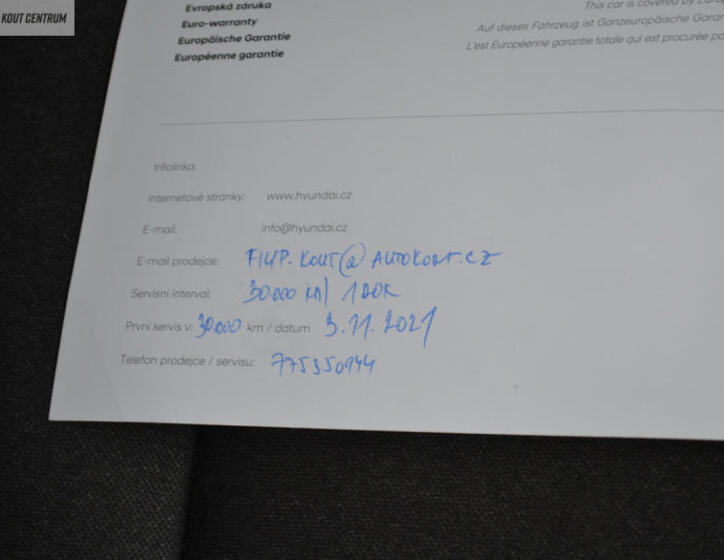 KOUT CENTRUM
Evropská záruka
Euro-warranty
Europäische Garantie
Européenne garantie
This car is covered by Europ
Auf dieses Fahrzeug ist Ganzeuropäische Garan
L'est Européenne garantie totale qui est procurée pa
Infolinka:
Internetové stránky: www.hyundai.cz
E-mail: info@hyundai.cz
E-mail prodejce: FILIP.KOUT@AUTOKOUT.CZ
Servisní interval: 30.000 km/ 1 ROK
První servis v: 30.000 km / datum 3.11.2021
Telefon prodejce / servisu: 775350944